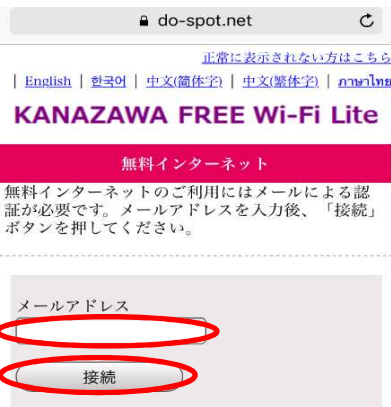 do-spot.net
正常に表示されない方はこちら
| English | 한국어 | 中文(簡体字) | 中文(繁体字) | ภาษาไทย
KANAZAWA FREE Wi-Fi Lite
無料インターネット
無料インターネットのご利用にはメールによる認
証が必要です。メールアドレスを入力後、「接続」
ボタンを押してください。
メールアドレス
接続